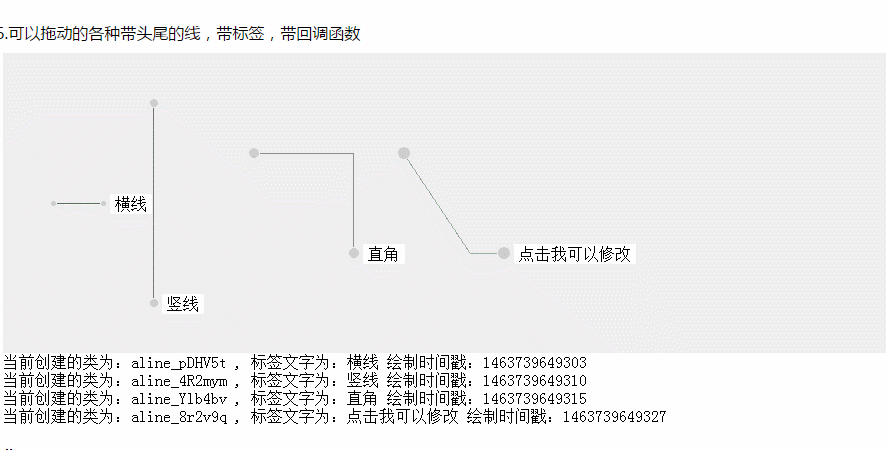 5.可以拖动的各种带头尾的线，带标签，带回调函数
横线
直角
点击我可以修改
竖线
当前创建的类为：aline_pDHV5t , 标签文字为：横线 绘制时间戳：1463739649303
当前创建的类为：aline_4R2mym , 标签文字为：竖线 绘制时间戳：1463739649310
当前创建的类为：aline_Ylb4bv , 标签文字为：直角 绘制时间戳：1463739649315
当前创建的类为：aline_8r2v9q , 标签文字为：点击我可以修改 绘制时间戳：1463739649327